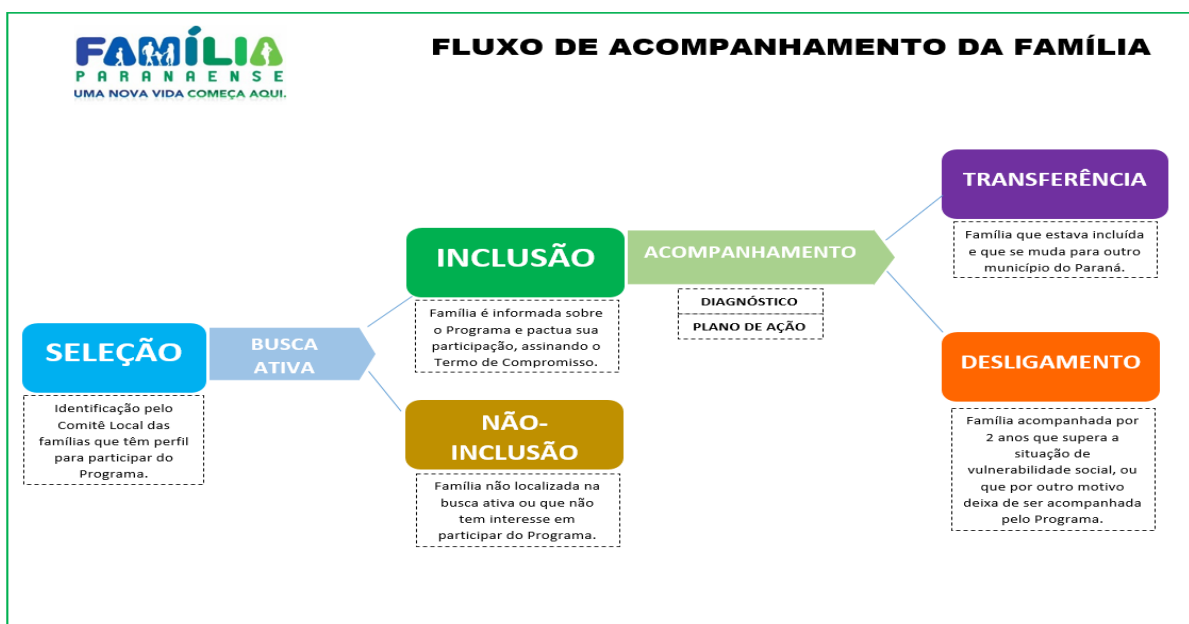 FAMÍLIA
PARANAENSE
UMA NOVA VIDA COMEÇA AQUI.
FLUXO DE ACOMPANHAMENTO DA FAMÍLIA
SELEÇÃO
Identificação pelo
Comitê Local das
famílias que têm perfil
para participar do
Programa.
BUSCA
ATIVA
INCLUSÃO
Família é informada sobre
o Programa e pactua sua
participação, assinando o
Termo de Compromisso.
NÃO-
INCLUSÃO
Família não localizada na
busca ativa ou que não
tem interesse em
participar do Programa.
ACOMPANHAMENTO
DIAGNÓSTICO
PLANO DE AÇÃO
TRANSFERÊNCIA
Família que estava incluída
e que se muda para outro
município do Paraná.
DESLIGAMENTO
Família acompanhada por
2 anos que supera a
situação de
vulnerabilidade social, ou
que por outro motivo
deixa de ser acompanhada
pelo Programa.